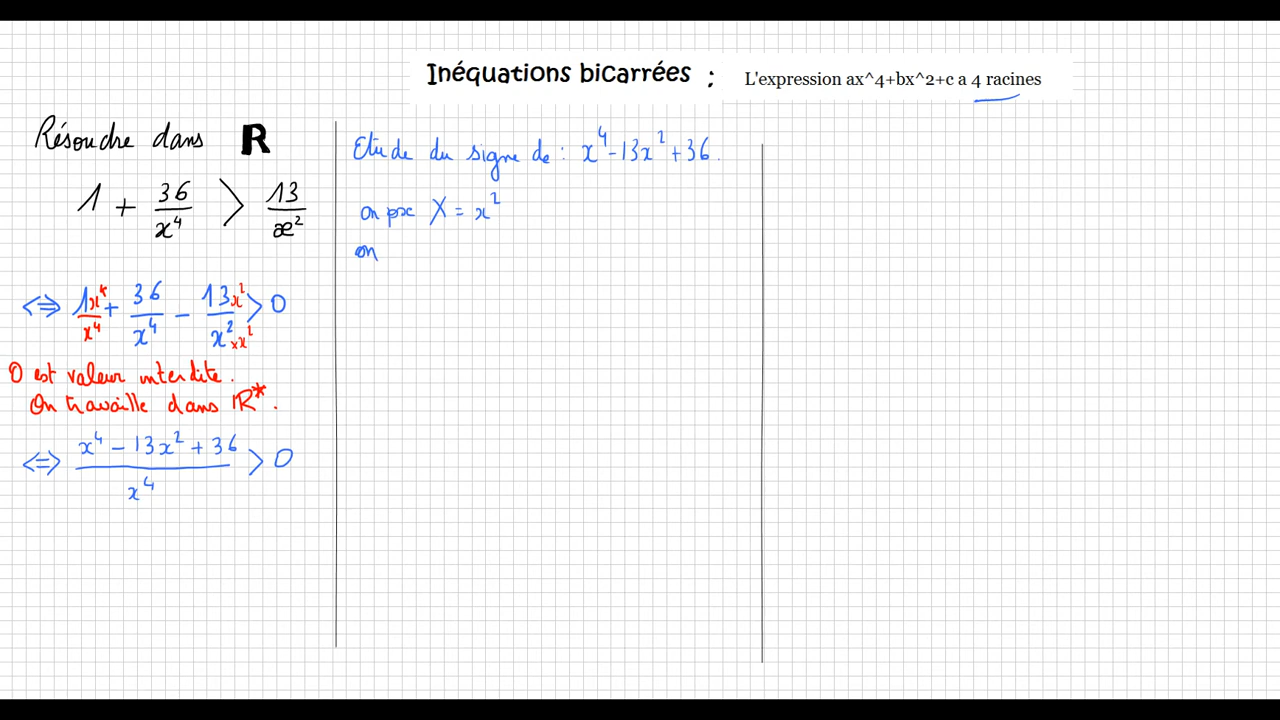 Inéquations bicarrées : L'expression ax^4+bx^2+c a 4 racines
Résoudre dans R
1 + 36/x⁴ > 13/x²
⟺ 1x⁴/x⁴ + 36/x⁴ - 13x²/x²×x² > 0
0 est valeur interdite.
On travaille dans ℝ*.
⟺ x⁴ - 13x² + 36/x⁴ > 0
Etude du signe de : x⁴ - 13x² + 36.
on pose X = x²
on